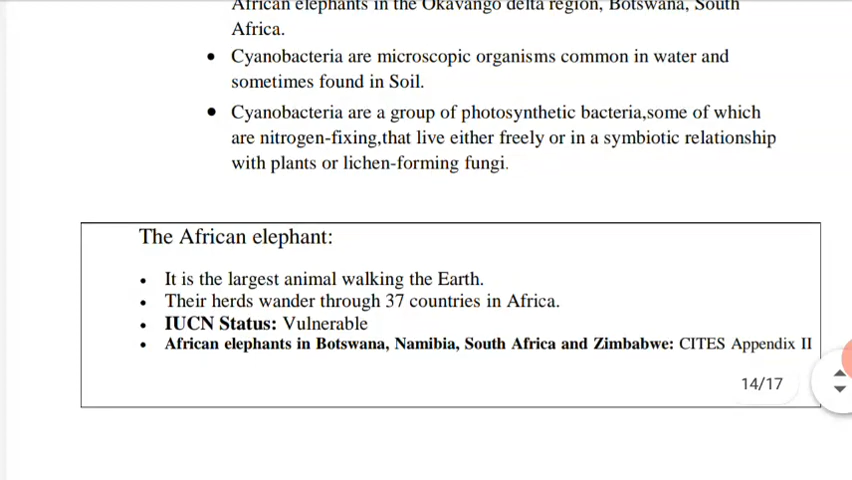 African elephants in the Okavango delta region, Botswana, South
Africa.
• Cyanobacteria are microscopic organisms common in water and
sometimes found in Soil.
• Cyanobacteria are a group of photosynthetic bacteria,some of which
are nitrogen-fixing,that live either freely or in a symbiotic relationship
with plants or lichen-forming fungi.
The African elephant:
• It is the largest animal walking the Earth.
• Their herds wander through 37 countries in Africa.
• IUCN Status: Vulnerable
• African elephants in Botswana, Namibia, South Africa and Zimbabwe: CITES Appendix II
14/17